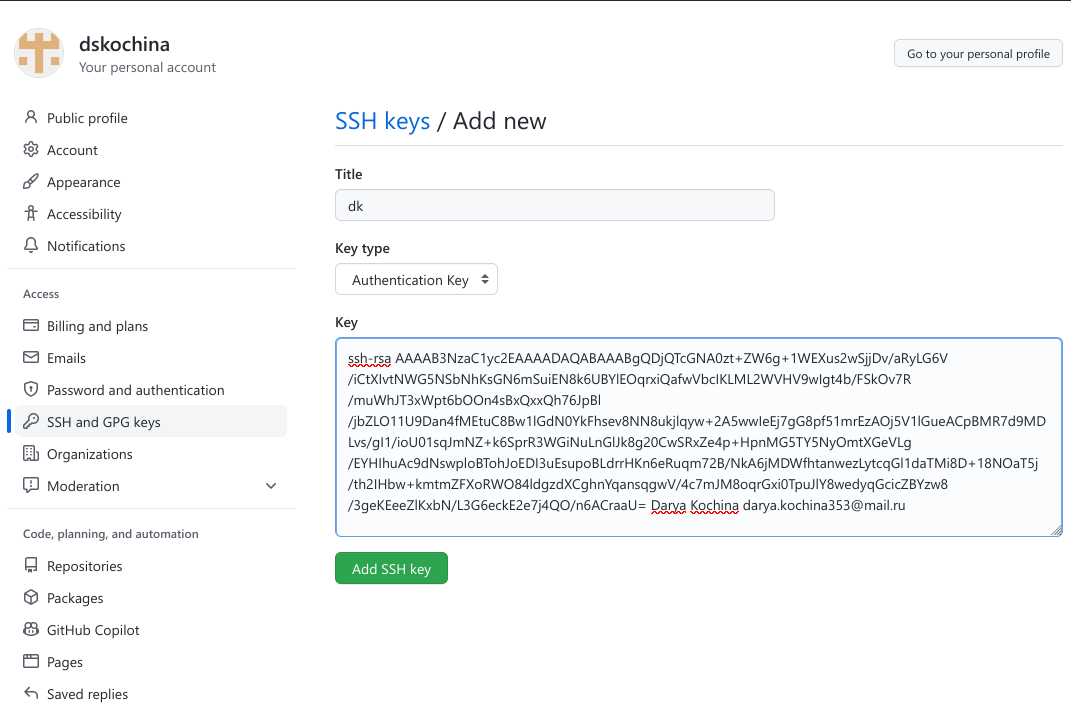 dskochina
Your personal account
Go to your personal profile
Public profile
Account
Appearance
Accessibility
Notifications
Access
Billing and plans
Emails
Password and authentication
SSH and GPG keys
Organizations
Moderation
Code, planning, and automation
Repositories
Packages
GitHub Copilot
Pages
Saved replies
SSH keys / Add new
Title
dk
Key type
Authentication Key
Key
ssh-rsa AAAAB3NzaC1yc2EAAAADAQABAAABgQDjQTcGNA0zt+ZW6g+1WEXus2wSjjDv/aRyLG6V
/iCtXIvtNWG5NSbNhKsGN6mSuiEN8k6UBYlEOqrxiQafwVbcIKLML2WVHV9wIgt4b/FSkOv7R
/muWhJT3xWpt6bOOn4sBxQxxQh76JpBl
/jbZLO11U9Dan4fMEtuC8Bw1lGdN0YkFhsev8NN8ukjlqyw+2A5wwIeEj7gG8pf51mrEzAOj5V1lGueACpBMR7d9MD
Lvs/gI1/ioU01sqJmNZ+k6SprR3WGiNuLnGlJk8g20CwSRxZe4p+HpnMG5TY5NyOmtXGeVLg
/EYHIhuAc9dNswpIoBTohJoEDI3uEsupoBLdrrHKn6eRuqm72B/NkA6jMDWfhtanwezLytcqGl1daTMi8D+18NOaT5j
/th2IHbw+kmtmZFXoRWO84ldgzdXCghnYqansqgwV/4c7mJM8oqrGxi0TpuJlY8wedyqGcicZBYzw8
/3geKEeeZlKxbN/L3G6eckE2e7j4QO/n6ACraaU= Darya Kochina darya.kochina353@mail.ru
Add SSH key